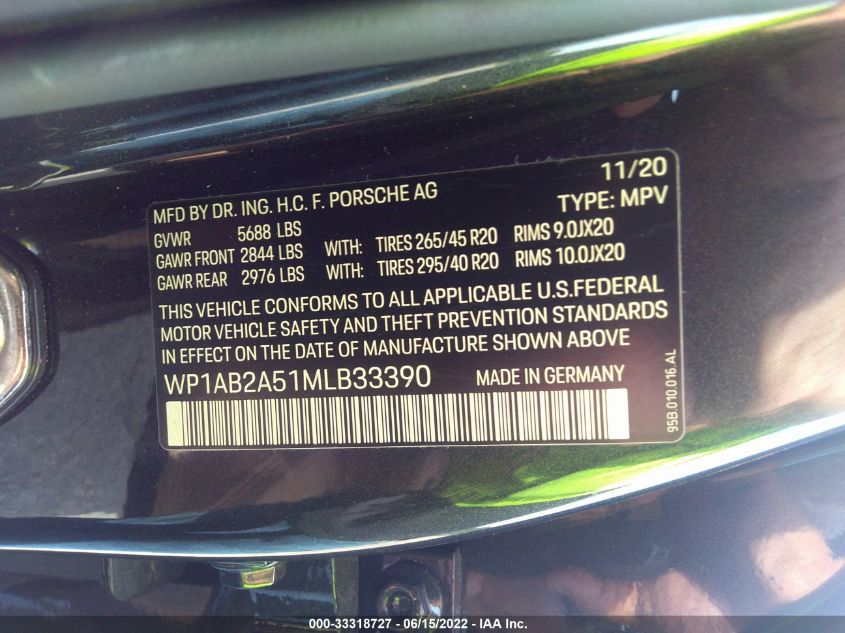 11/20
MFD BY DR. ING. H.C. F. PORSCHE AG TYPE: MPV
GVWR 5688 LBS
GAWR FRONT 2844 LBS WITH: TIRES 265/45 R20 RIMS 9.0JX20
GAWR REAR 2976 LBS WITH: TIRES 295/40 R20 RIMS 10.0JX20
THIS VEHICLE CONFORMS TO ALL APPLICABLE U.S.FEDERAL
MOTOR VEHICLE SAFETY AND THEFT PREVENTION STANDARDS
IN EFFECT ON THE DATE OF MANUFACTURE SHOWN ABOVE
WP1AB2A51MLB33390 MADE IN GERMANY
95B.010.016.AL
000-33318727 - 06/15/2022 - IAA Inc.